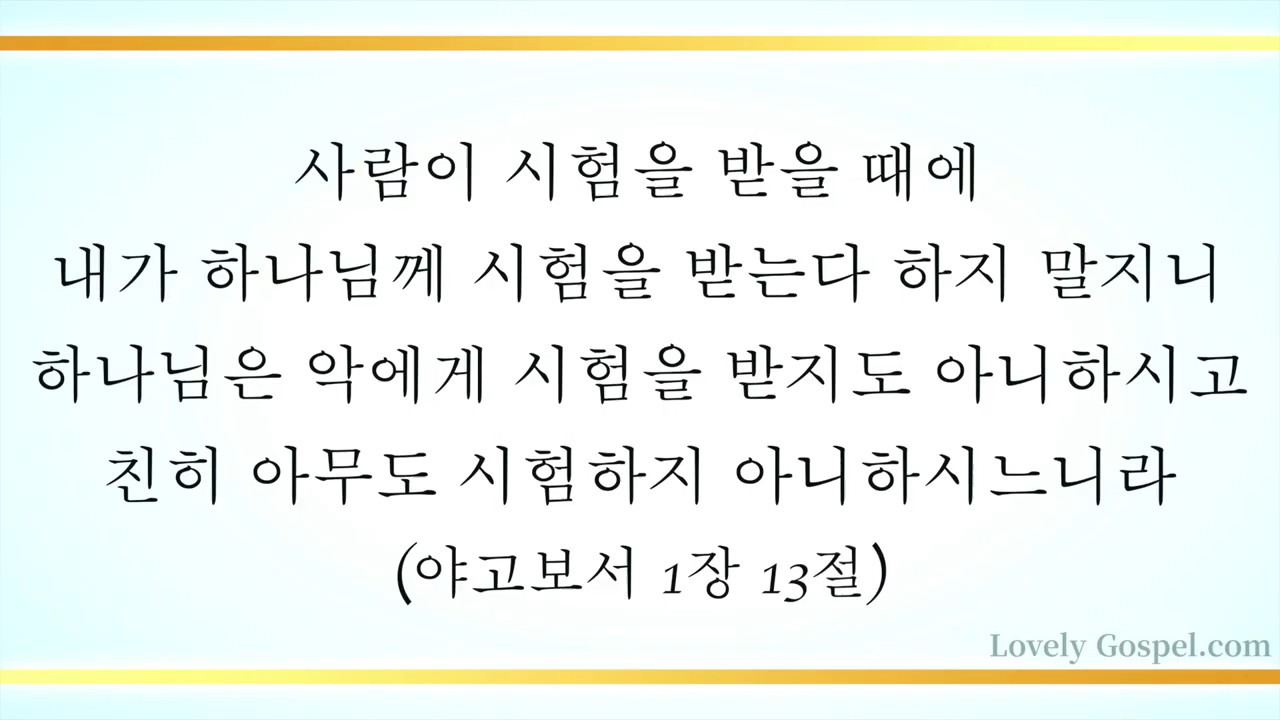 사람이 시험을 받을 때에
내가 하나님께 시험을 받는다 하지 말지니
하나님은 악에게 시험을 받지도 아니하시고
친히 아무도 시험하지 아니하시느니라
(야고보서 1장 13절)
Lovely Gospel.com